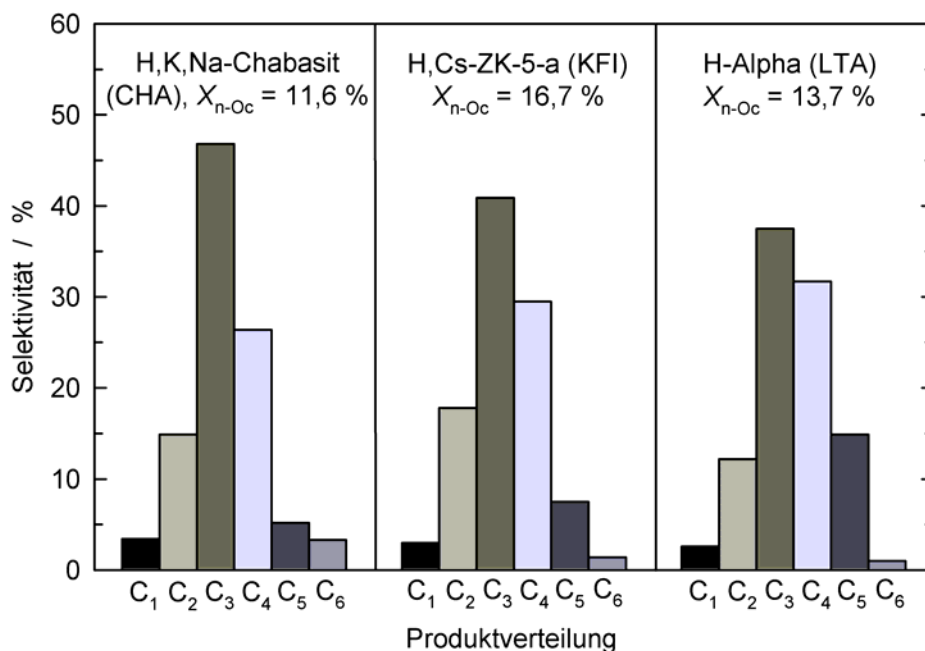 60
50
40
30
20
10
0
Selektivität / %
H,K,Na-Chabasit
(CHA), Xn-Oc = 11,6 %
H,Cs-ZK-5-a (KFI)
Xn-Oc = 16,7 %
H-Alpha (LTA)
Xn-Oc = 13,7 %
C1 C2 C3 C4 C5 C6
C1 C2 C3 C4 C5 C6
C1 C2 C3 C4 C5 C6
Produktverteilung